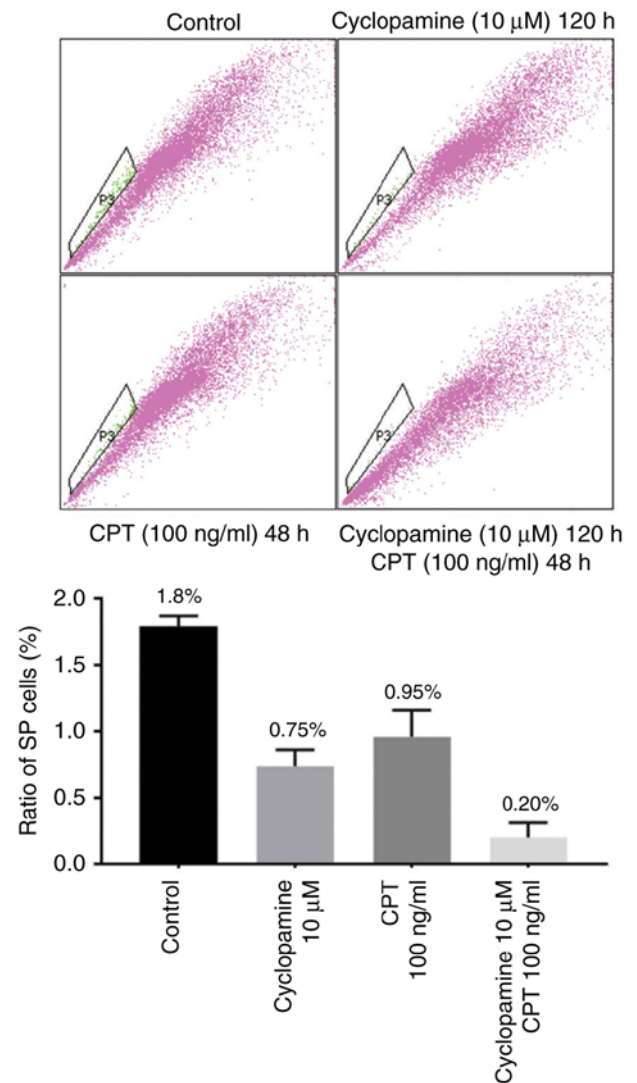 Control
Cyclopamine (10 μM) 120 h
P3
P3
P3
P3
CPT (100 ng/ml) 48 h
Cyclopamine (10 μM) 120 h
CPT (100 ng/ml) 48 h
Ratio of SP cells (%)
2.0
1.5
1.0
0.5
0.0
1.8%
0.75%
0.95%
0.20%
Control
Cyclopamine
10 μM
CPT
100 ng/ml
Cyclopamine 10 μM
CPT 100 ng/ml